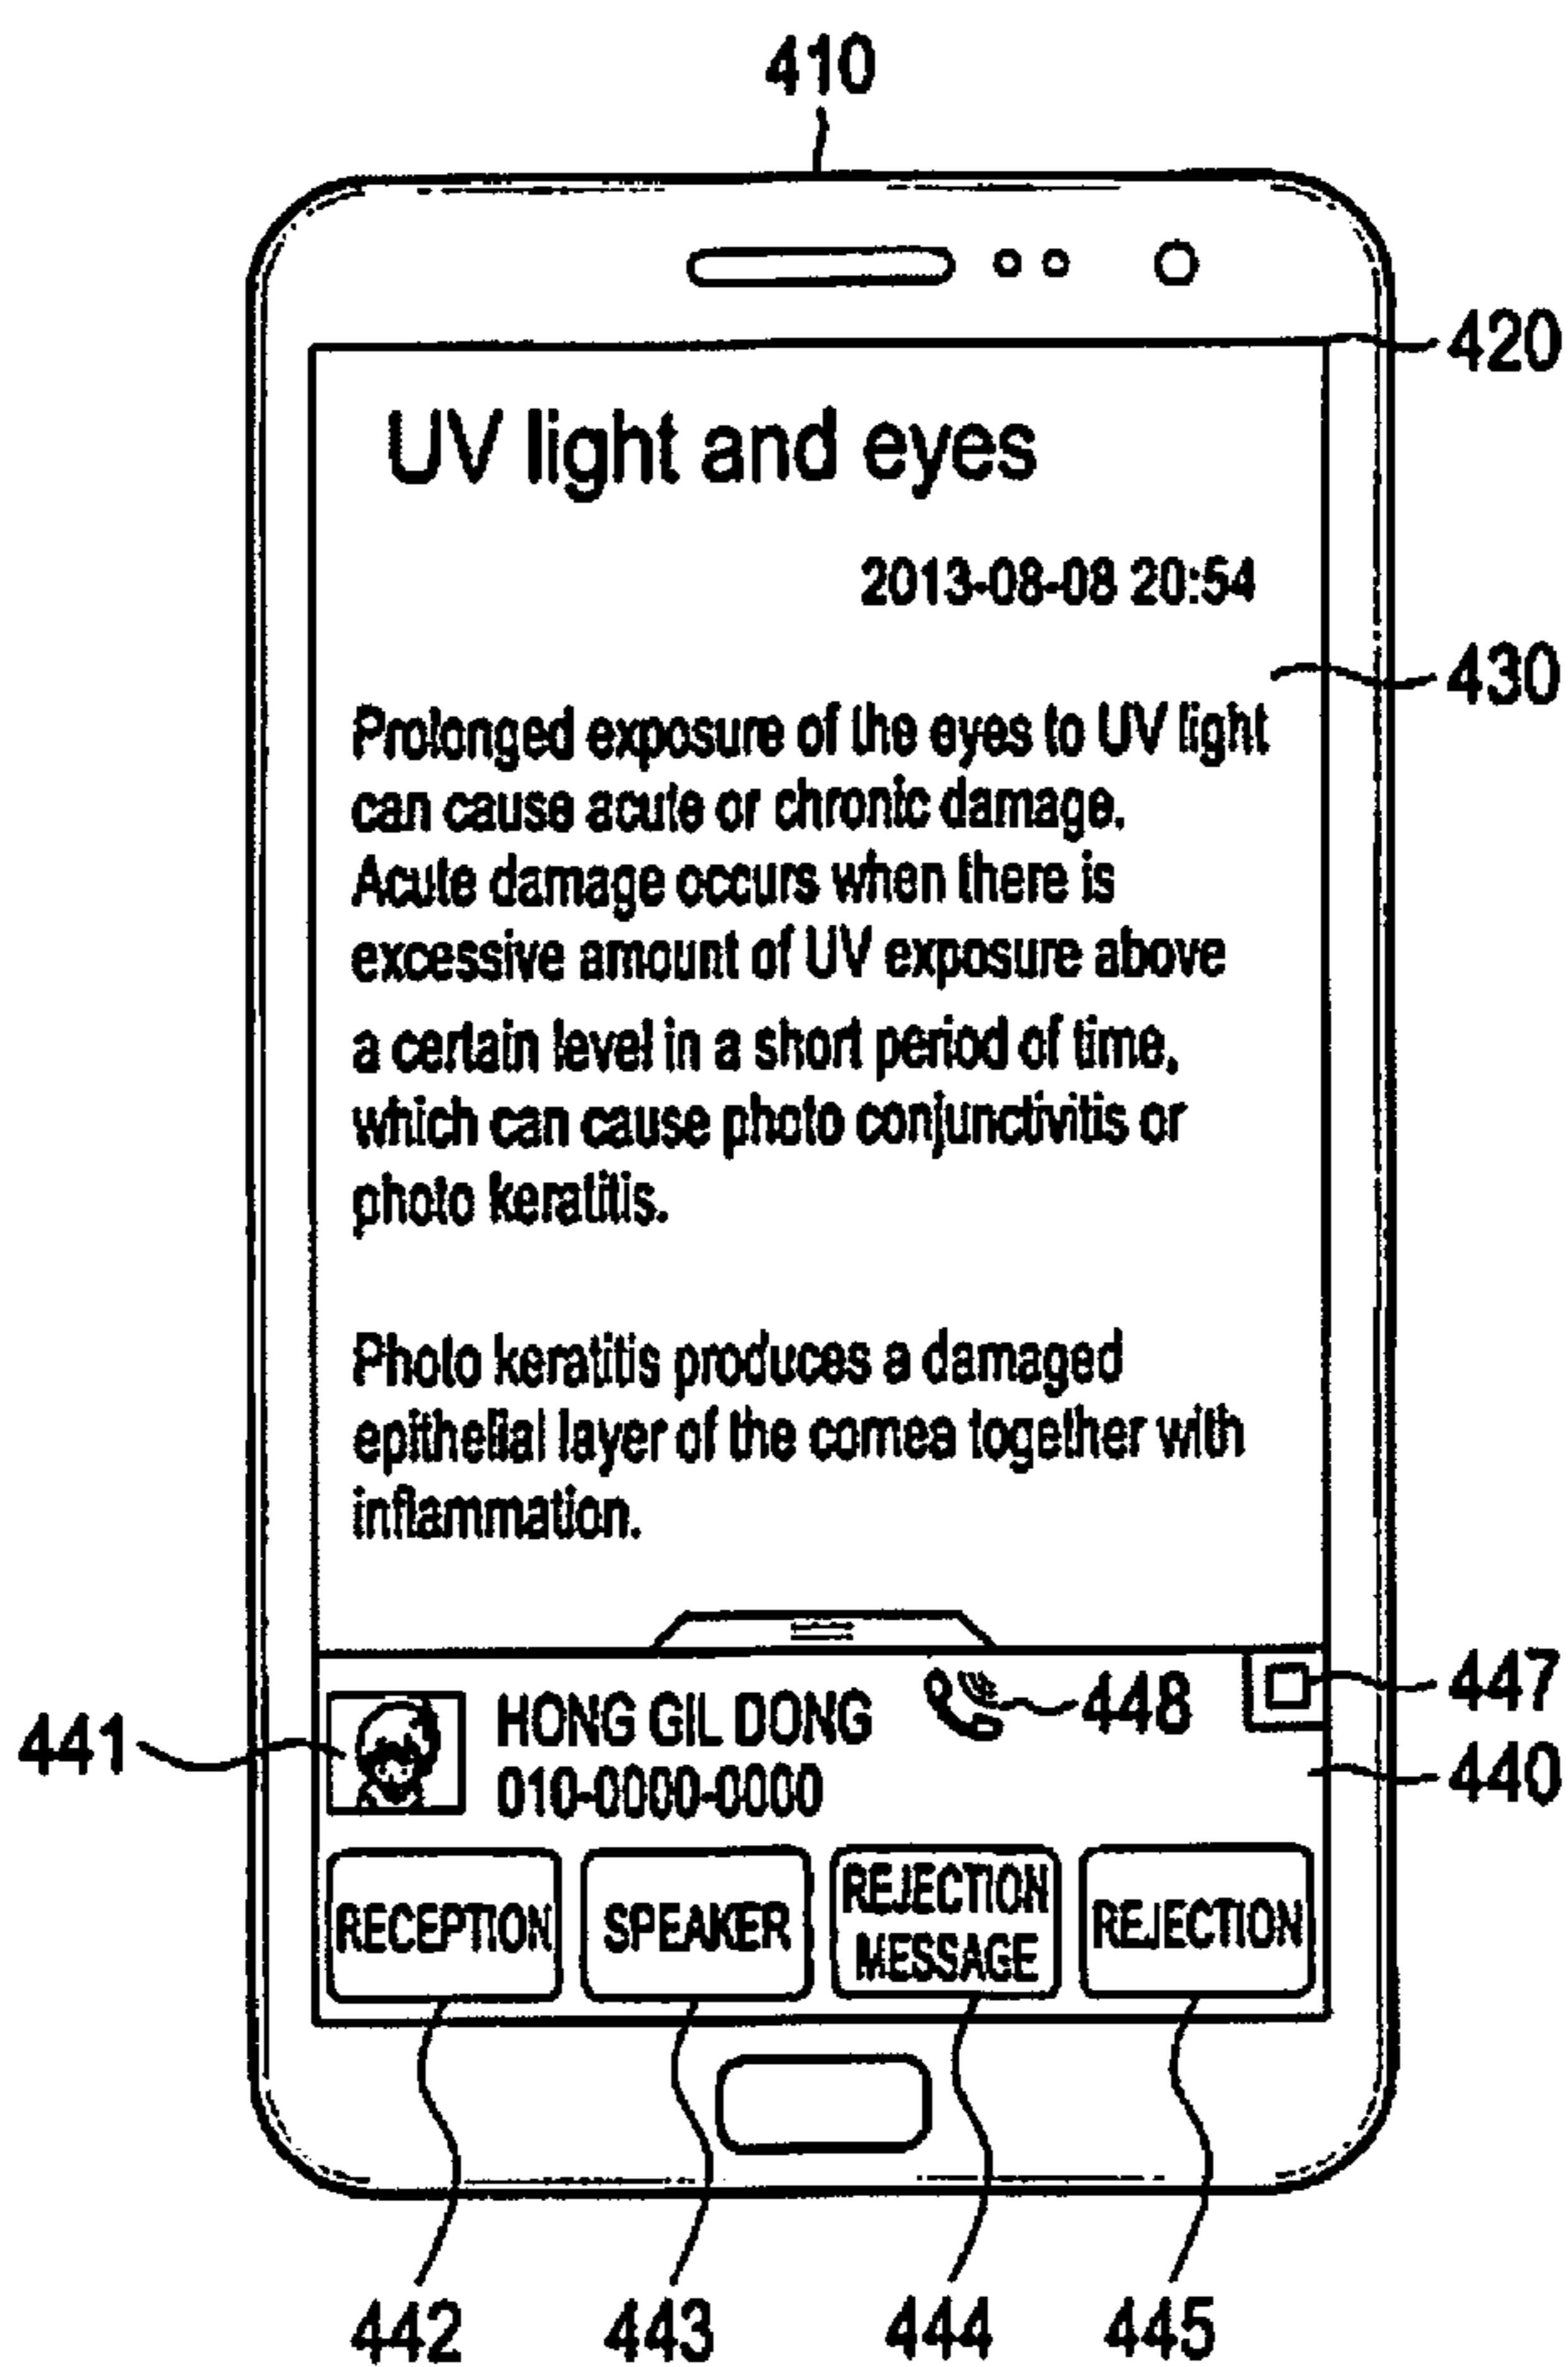 410
420
UV light and eyes
2013-08-08 20:54
430
Prolonged exposure of the eyes to UV light
can cause acute or chronic damage.
Acute damage occurs when there is
excessive amount of UV exposure above
a certain level in a short period of time,
which can cause photo conjunctivitis or
photo keratitis.
Photo keratitis produces a damaged
epithelial layer of the cornea together with
inflammation.
447
448
441
HONG GIL DONG
440
010-0000-0000
RECEPTION
SPEAKER
REJECTION
MESSAGE
REJECTION
442
443
444
445